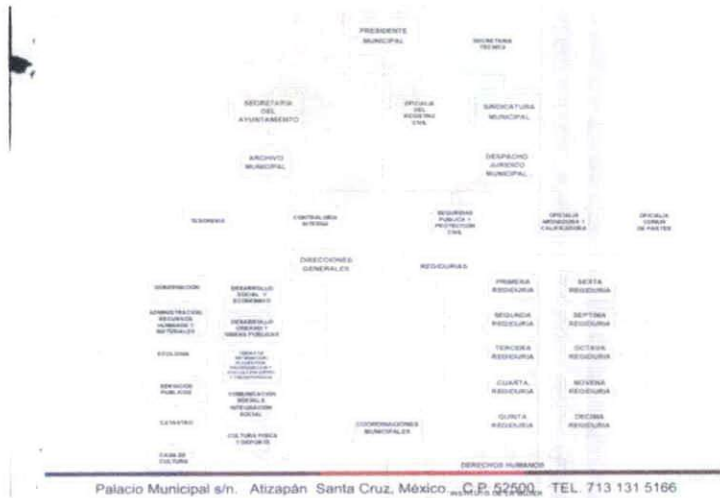 PRESIDENTE
MUNICIPAL
SECRETARIA
TECNICA
SECRETARIA
DEL
AYUNTAMIENTO
OFICIALIA
DEL
REGISTRO
CIVIL
SINDICATURA
MUNICIPAL
ARCHIVO
MUNICIPAL
DESPACHO
JURIDICO
MUNICIPAL
TESORERIA
CONTRALORIA
INTERNA
SEGURIDAD
PUBLICA Y
PROTECCION
CIVIL
OFICIALIA
MEDIADORA Y
CALIFICADORA
OFICIALIA
COMUN
DE PARTES
DIRECCIONES
GENERALES
REGIDURIAS
GOBERNACION
DESARROLLO
SOCIAL Y
ECONOMICO
PRIMERA
REGIDURIA
SEXTA
REGIDURIA
ADMINISTRACION,
RECURSOS
HUMANOS Y
MATERIALES
DESARROLLO
URBANO Y
OBRAS PUBLICAS
SEGUNDA
REGIDURIA
SEPTIMA
REGIDURIA
ECOLOGIA
TERCERA
REGIDURIA
OCTAVA
REGIDURIA
SERVICIOS
PUBLICOS
COMUNICACIÓN
SOCIAL E
INTEGRACION
SOCIAL
CUARTA
REGIDURIA
NOVENA
REGIDURIA
CATASTRO
CULTURA FISICA
Y DEPORTE
COORDINACIONES
MUNICIPALES
QUINTA
REGIDURIA
DECIMA
REGIDURIA
CASA DE
CULTURA
DERECHOS HUMANOS
Palacio Municipal s/n. Atizapán Santa Cruz, México. C.P. 52500 TEL. 713 131 5166